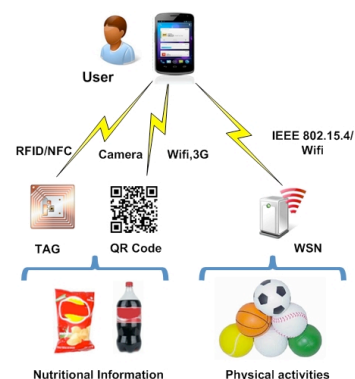 User
RFID/NFC
Camera
Wifi,3G
IEEE 802.15.4/
Wifi
TAG
QR Code
WSN
Nutritional Information
Physical activities